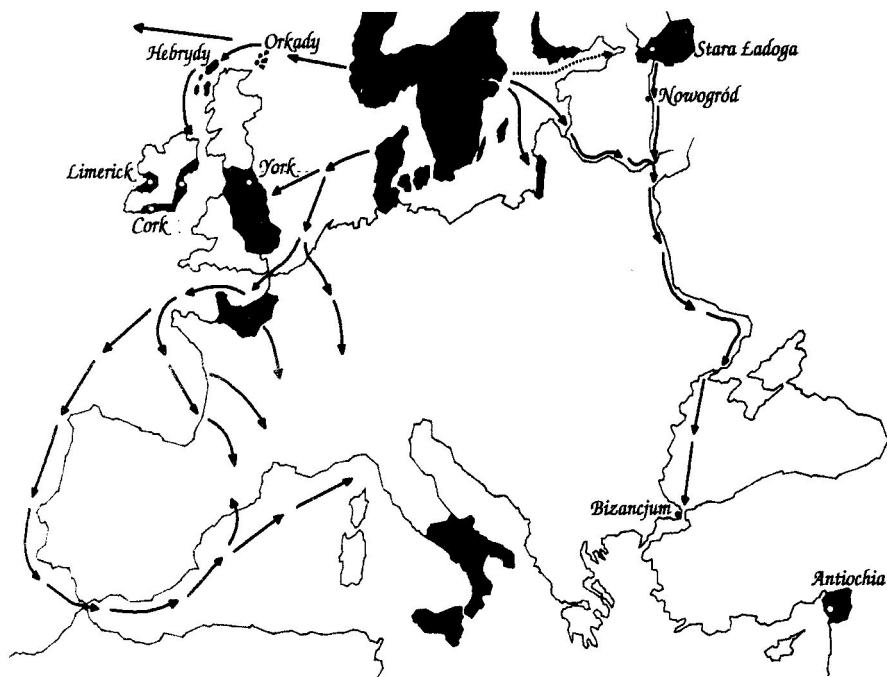 Orkady
Hebrydy
Stara Ładoga
Nowogród
Limerick
York
Cork
Bizancjum
Antiochia